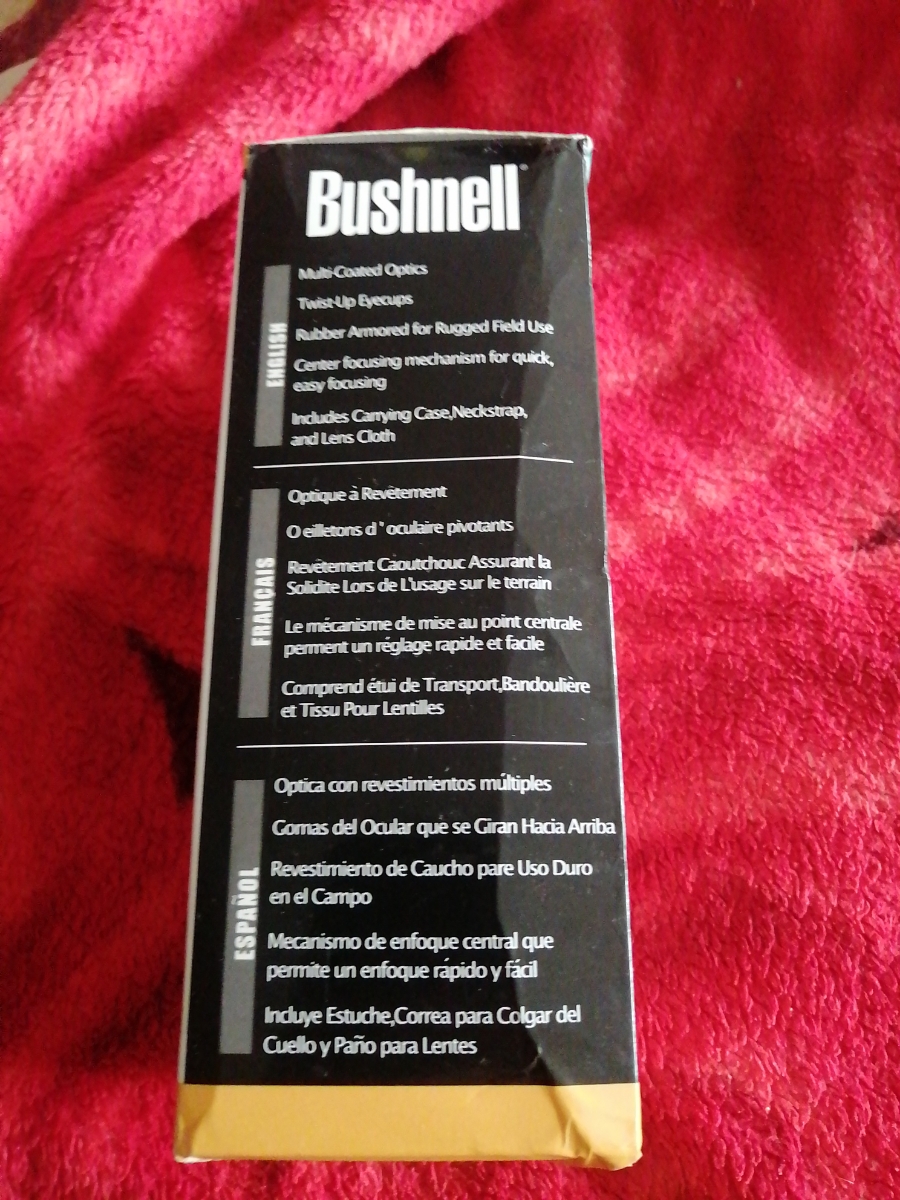 Bushnell
ENGLISH
Multi-Coated Optics
Twist-Up Eyecups
Rubber Armored for Rugged Field Use
Center focusing mechanism for quick,
easy focusing
Includes Carrying Case,Neckstrap,
and Lens Cloth
FRANÇAIS
Optique à Revètement
O eilletons d ' oculaire pivotants
Revètement Caoutchouc Assurant la
Solidite Lors de L'usage sur le terrain
Le mécanisme de mise au point centrale
perment un réglage rapide et facile
Comprend étui de Transport,Bandoulière
et Tissu Pour Lentilles
ESPAÑOL
Optica con revestimientos múltiples
Gomas del Ocular que se Giran Hacia Arriba
Revestimiento de Caucho pare Uso Duro
en el Campo
Mecanismo de enfoque central que
permite un enfoque rápido y fácil
Incluye Estuche,Correa para Colgar del
Cuello y Paño para Lentes